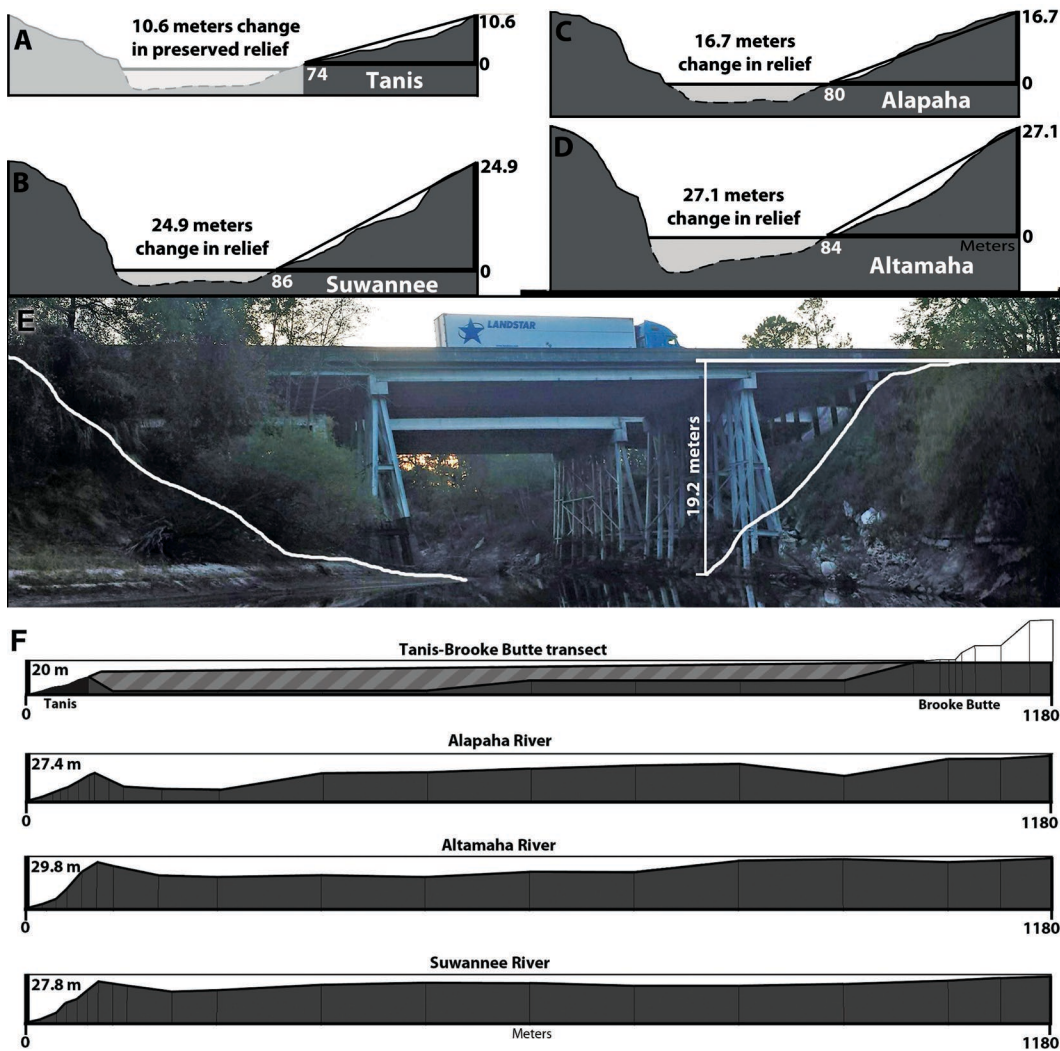 A
10.6 meters change
in preserved relief
10.6
0
74
Tanis
C
16.7 meters
change in relief
16.7
0
80
Alapaha
B
24.9 meters
change in relief
24.9
0
86
Suwannee
D
27.1 meters
change in relief
27.1
0
Meters
84
Altamaha
E
LANDSTAR
19.2 meters
F
Tanis-Brooke Butte transect
20 m
Tanis
Brooke Butte
0
1180
Alapaha River
27.4 m
0
1180
Altamaha River
29.8 m
0
1180
Suwannee River
27.8 m
0
Meters
1180